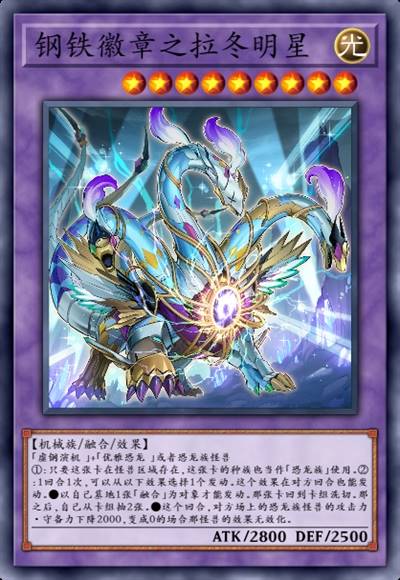 钢铁徽章之拉冬明星
光
【机械族/融合/效果】
「虚钢演机」+「优雅恐龙」或者恐龙族怪兽
①:只要这张卡在怪兽区域存在,这张卡的种族也当作「恐龙族」使用。②
:1回合1次,可以从以下效果选择1个发动。这个效果在对方回合也能发
动。●以自己墓地1张「融合」为对象才能发动。那张卡回到卡组洗切。那
之后,自己从卡组抽2张。●这个回合,对方场上的恐龙族怪兽的攻击力
·守备力下降2000,变成0的场合那怪兽的效果无效化。
ATK/2800 DEF/2500